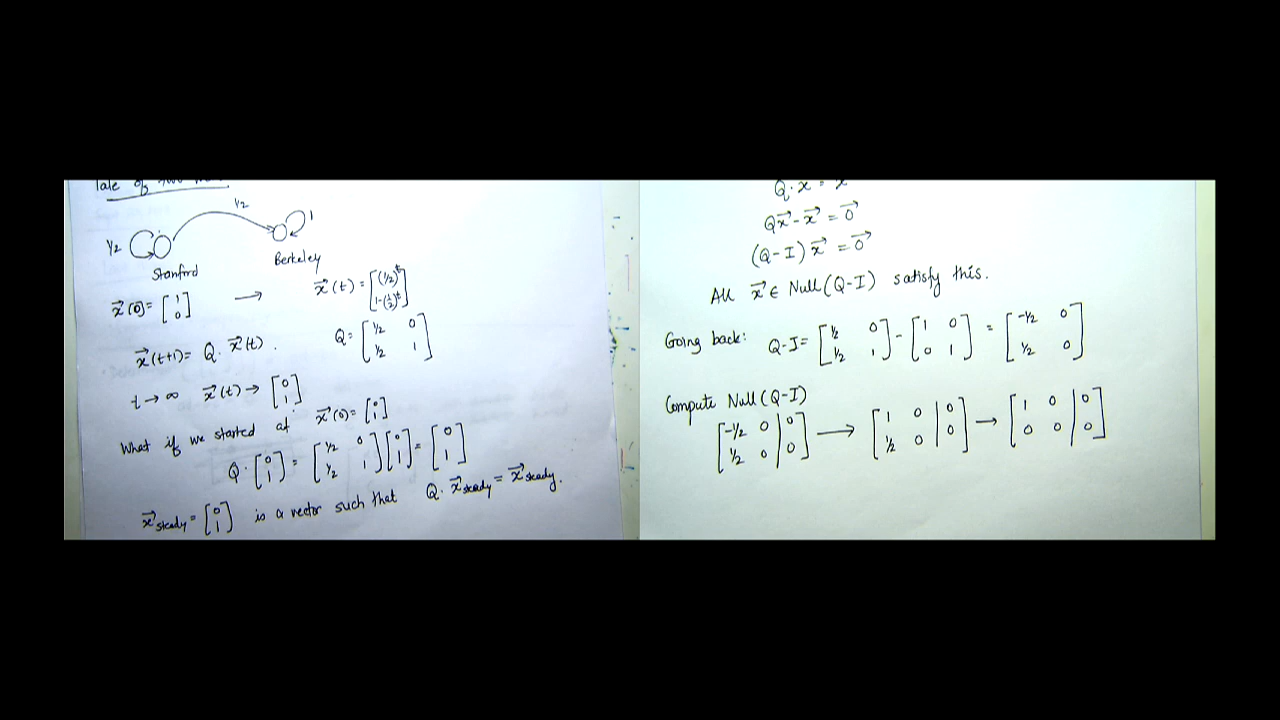 Tale of two
1/2
1
1/2
Stanford
Berkeley
x⃗(0) = [1; 0] → x⃗(t) = [(1/2)^t; 1-(1/2)^t]
x⃗(t+1) = Q · x⃗(t). Q = [1/2 0; 1/2 1]
t → ∞ x⃗(t) → [0; 1]
What if we started at x⃗(0) = [0; 1]
Q · [0; 1] = [1/2 0; 1/2 1][0; 1] = [0; 1]
x⃗steady = [0; 1] is a vector such that Q · x⃗steady = x⃗steady.
Q · x = x
Qx⃗ - x⃗ = 0⃗
(Q-I) x⃗ = 0⃗
All x⃗ ∈ Null(Q-I) satisfy this.
Going back: Q-I = [1/2 0; 1/2 1] - [1 0; 0 1] = [-1/2 0; 1/2 0]
Compute Null(Q-I)
[-1/2 0 | 0; 1/2 0 | 0] → [1 0 | 0; 1/2 0 | 0] → [1 0 | 0; 0 0 | 0]